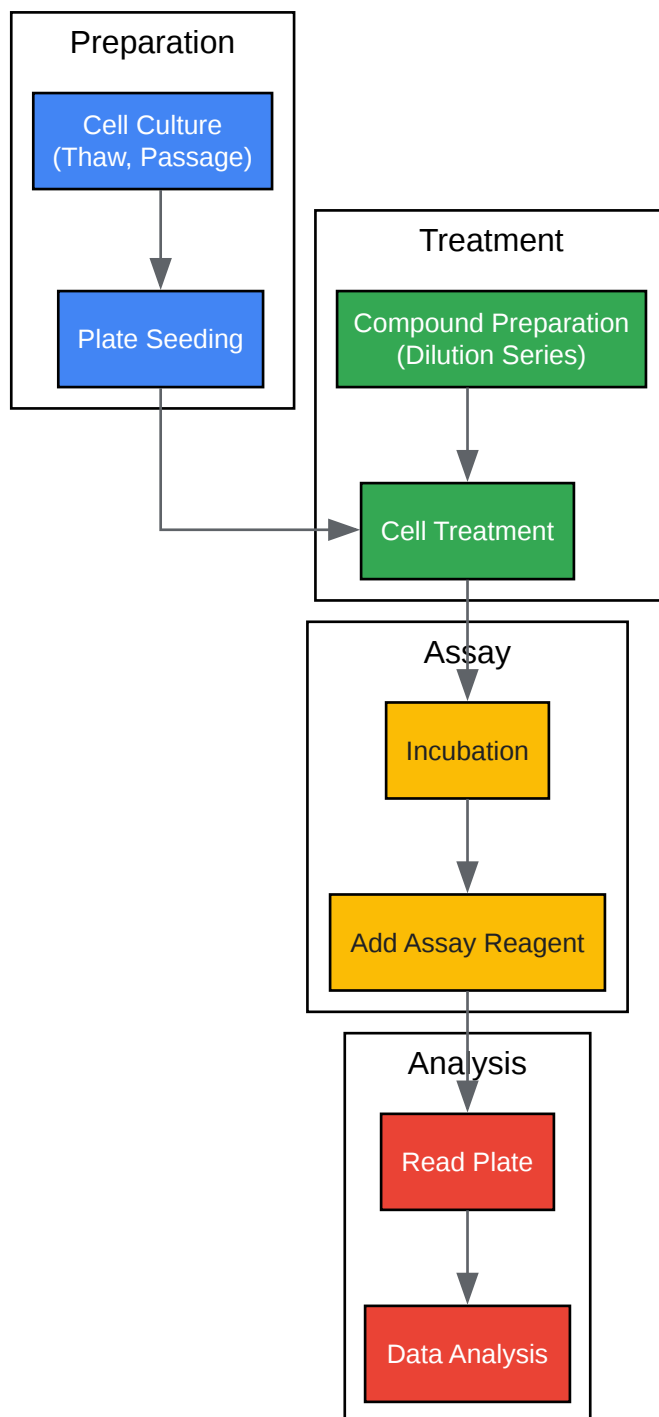 Preparation
Cell Culture
(Thaw, Passage)
Plate Seeding
Treatment
Compound Preparation
(Dilution Series)
Cell Treatment
Assay
Incubation
Add Assay Reagent
Analysis
Read Plate
Data Analysis